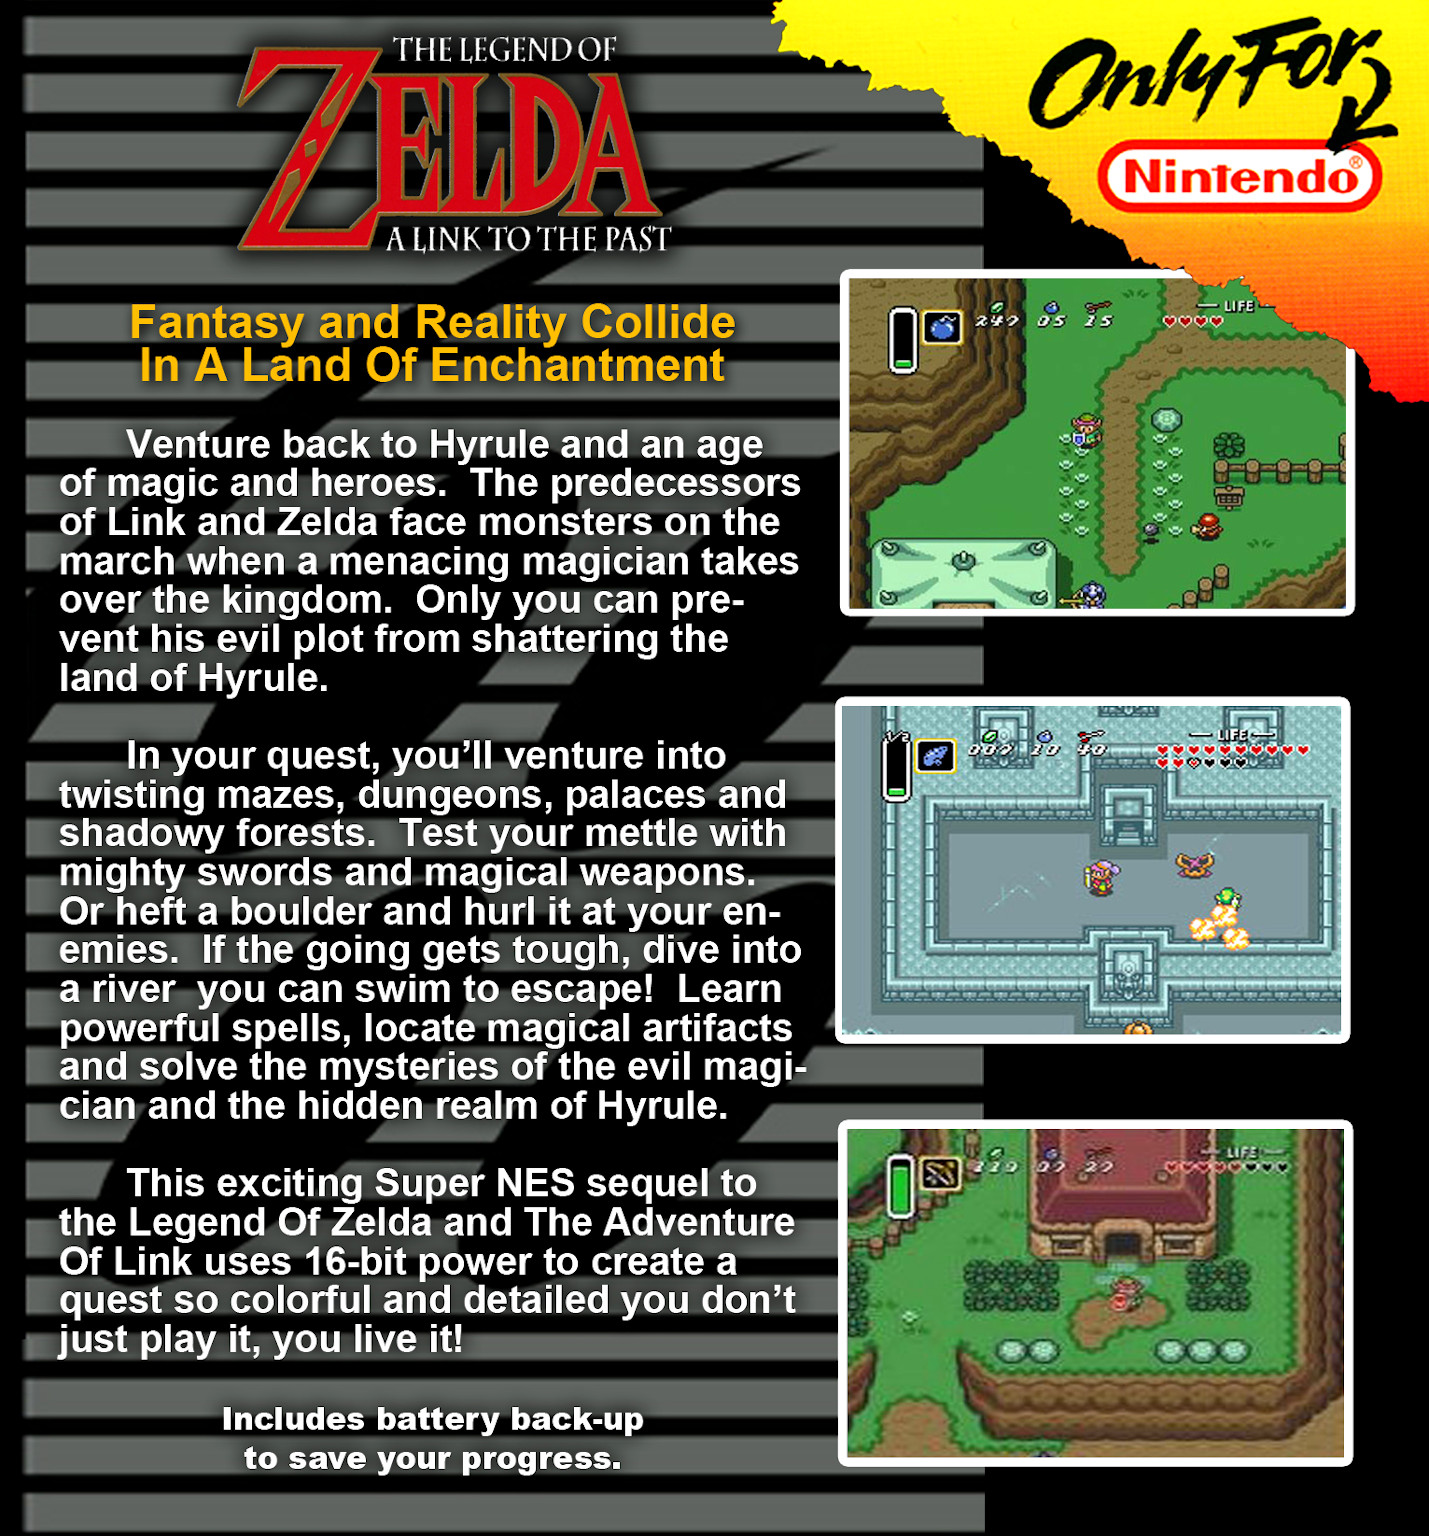 THE LEGEND OF
ZELDA
A LINK TO THE PAST
Only For
Nintendo®
Fantasy and Reality Collide
In A Land Of Enchantment
Venture back to Hyrule and an age
of magic and heroes.  The predecessors
of Link and Zelda face monsters on the
march when a menacing magician takes
over the kingdom.  Only you can pre-
vent his evil plot from shattering the
land of Hyrule.
In your quest, you’ll venture into
twisting mazes, dungeons, palaces and
shadowy forests.  Test your mettle with
mighty swords and magical weapons.
Or heft a boulder and hurl it at your en-
emies.  If the going gets tough, dive into
a river  you can swim to escape!  Learn
powerful spells, locate magical artifacts
and solve the mysteries of the evil magi-
cian and the hidden realm of Hyrule.
This exciting Super NES sequel to
the Legend Of Zelda and The Adventure
Of Link uses 16-bit power to create a
quest so colorful and detailed you don’t
just play it, you live it!
Includes battery back-up
to save your progress.
LIFE
247 05 15
1/2
LIFE
007 10 40
LIFE